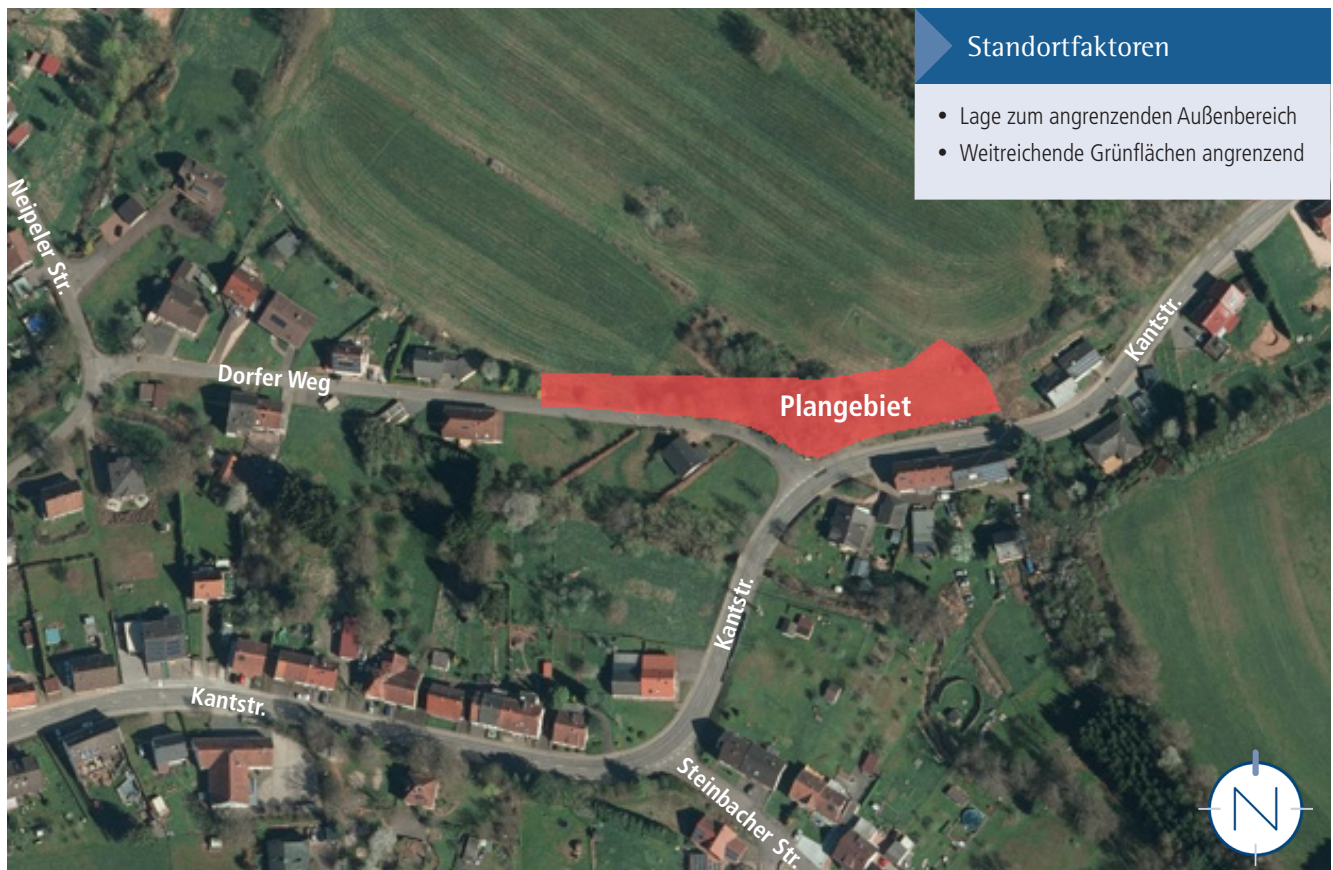 Standortfaktoren
• Lage zum angrenzenden Außenbereich
• Weitreichende Grünflächen angrenzend
Neipeler Str.
Kantstr.
Dorfer Weg
Plangebiet
Kantstr.
Kantstr.
Steinbacher Str.
N